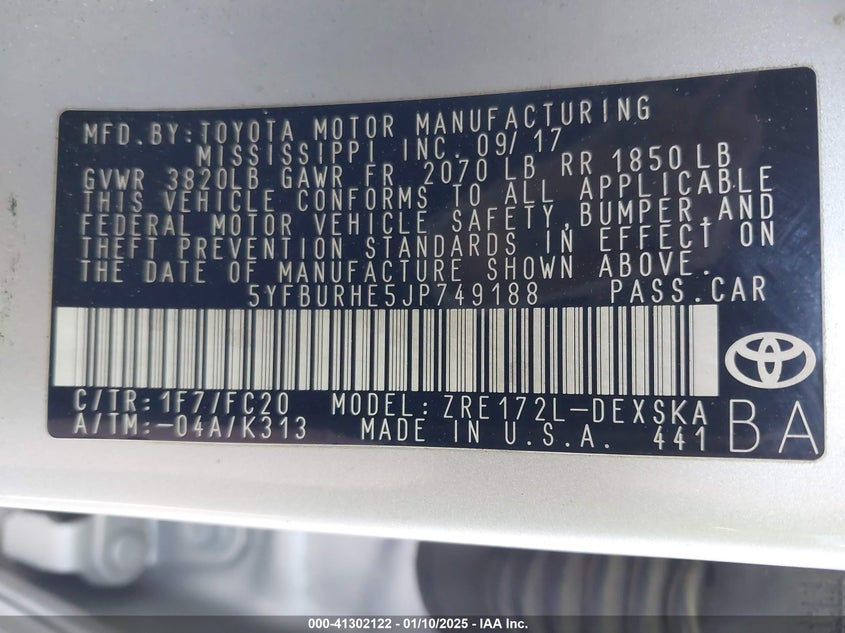 MFD.BY:TOYOTA MOTOR MANUFACTURING
MISSISSIPPI INC. 09/17
GVWR 3820LB GAWR FR 2070 LB RR 1850LB
THIS VEHICLE CONFORMS TO ALL APPLICABLE
FEDERAL MOTOR VEHICLE SAFETY,BUMPER,AND
THEFT PREVENTION STANDARDS IN EFFECT ON
THE DATE OF MANUFACTURE SHOWN ABOVE.
5YFBURHE5JP749188 PASS.CAR
C/TR:1F7/FC20 MODEL:ZRE172L-DEXSKA
A/TM:-04A/K313 MADE IN U.S.A. 441 BA
000-41302122 - 01/10/2025 - IAA Inc.